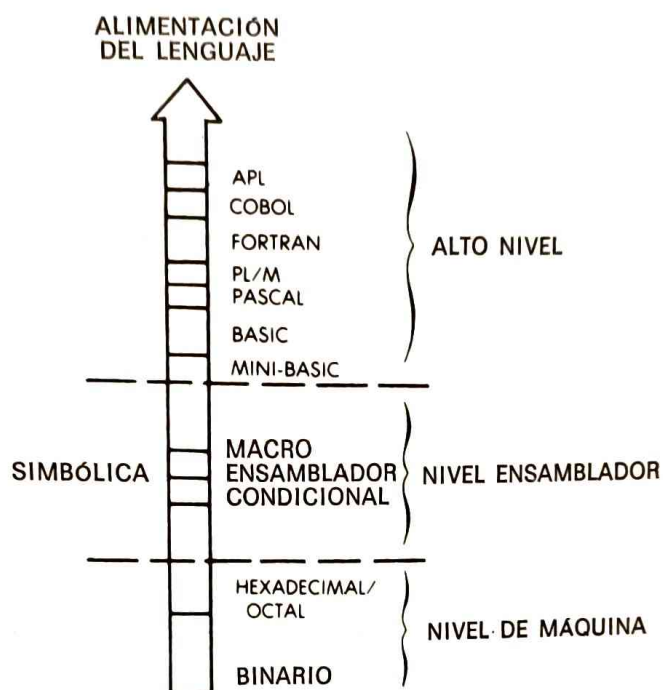 ALIMENTACIÓN
DEL LENGUAJE
APL
COBOL
FORTRAN
PL/M
PASCAL
BASIC
MINI-BASIC
ALTO NIVEL
SIMBÓLICA
MACRO
ENSAMBLADOR
CONDICIONAL
NIVEL ENSAMBLADOR
HEXADECIMAL/
OCTAL
BINARIO
NIVEL DE MÁQUINA